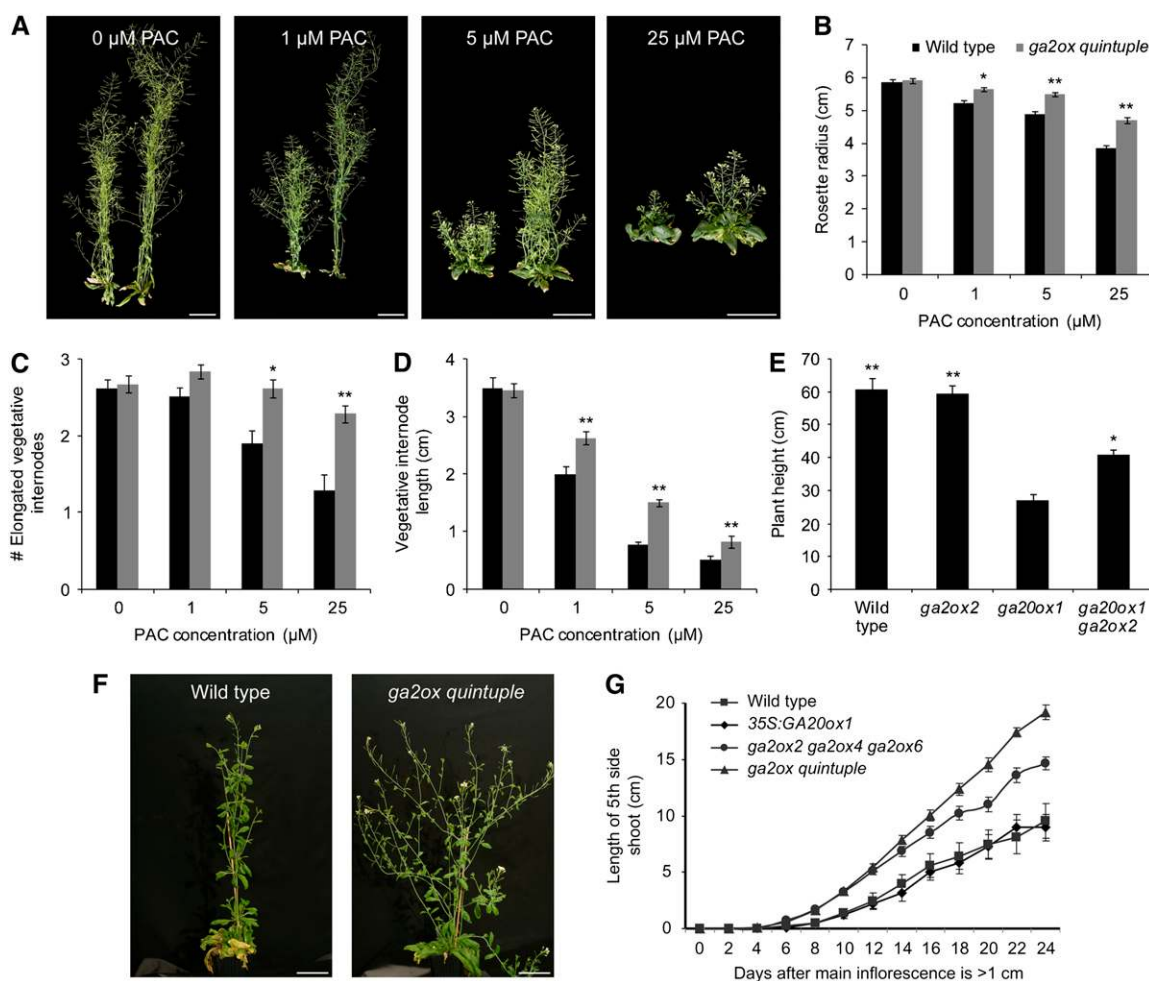 A
0 µM PAC
1 µM PAC
5 µM PAC
25 µM PAC
B
Wild type
ga2ox quintuple
Rosette radius (cm)
7
6
5
4
3
2
1
0
*
**
**
0 1 5 25
PAC concentration (µM)
C
# Elongated vegetative internodes
3
2
1
0
*
**
0 1 5 25
PAC concentration (µM)
D
Vegetative internode length (cm)
4
3
2
1
0
**
**
**
0 1 5 25
PAC concentration (µM)
E
Plant height (cm)
70
60
50
40
30
20
10
0
**
**
*
Wild type
ga2ox2
ga20ox1
ga20ox1 ga2ox2
F
Wild type
ga2ox quintuple
G
Wild type
35S:GA20ox1
ga2ox2 ga2ox4 ga2ox6
ga2ox quintuple
Length of 5th side shoot (cm)
20
15
10
5
0
0 2 4 6 8 10 12 14 16 18 20 22 24
Days after main inflorescence is >1 cm